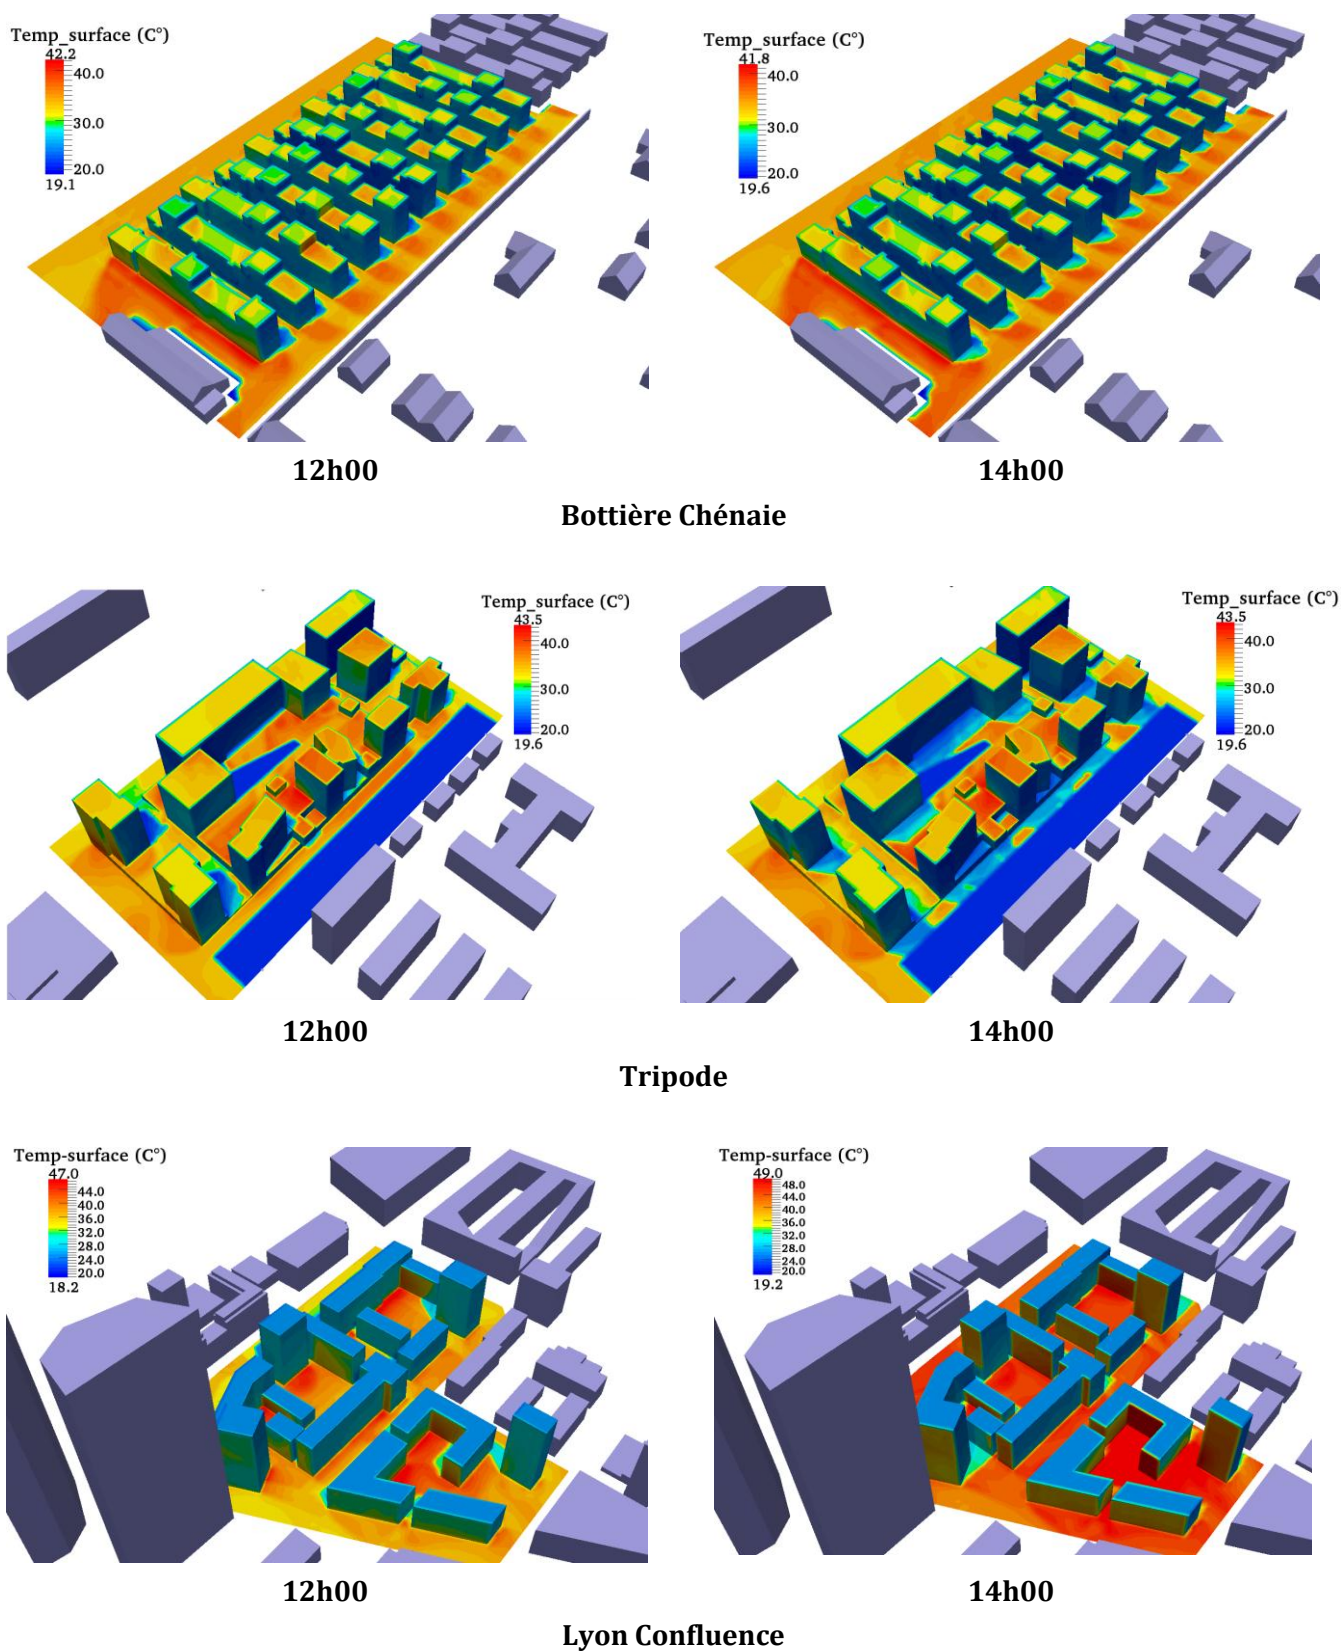 Temp_surface (C°)
42.2
40.0
30.0
20.0
19.1
Temp_surface (C°)
41.8
40.0
30.0
20.0
19.6
12h00
14h00
Bottière Chénaie
Temp_surface (C°)
43.5
40.0
30.0
20.0
19.6
Temp_surface (C°)
43.5
40.0
30.0
20.0
19.6
12h00
14h00
Tripode
Temp-surface (C°)
47.0
44.0
40.0
36.0
32.0
28.0
24.0
20.0
18.2
Temp-surface (C°)
49.0
48.0
44.0
40.0
36.0
32.0
28.0
24.0
20.0
19.2
12h00
14h00
Lyon Confluence